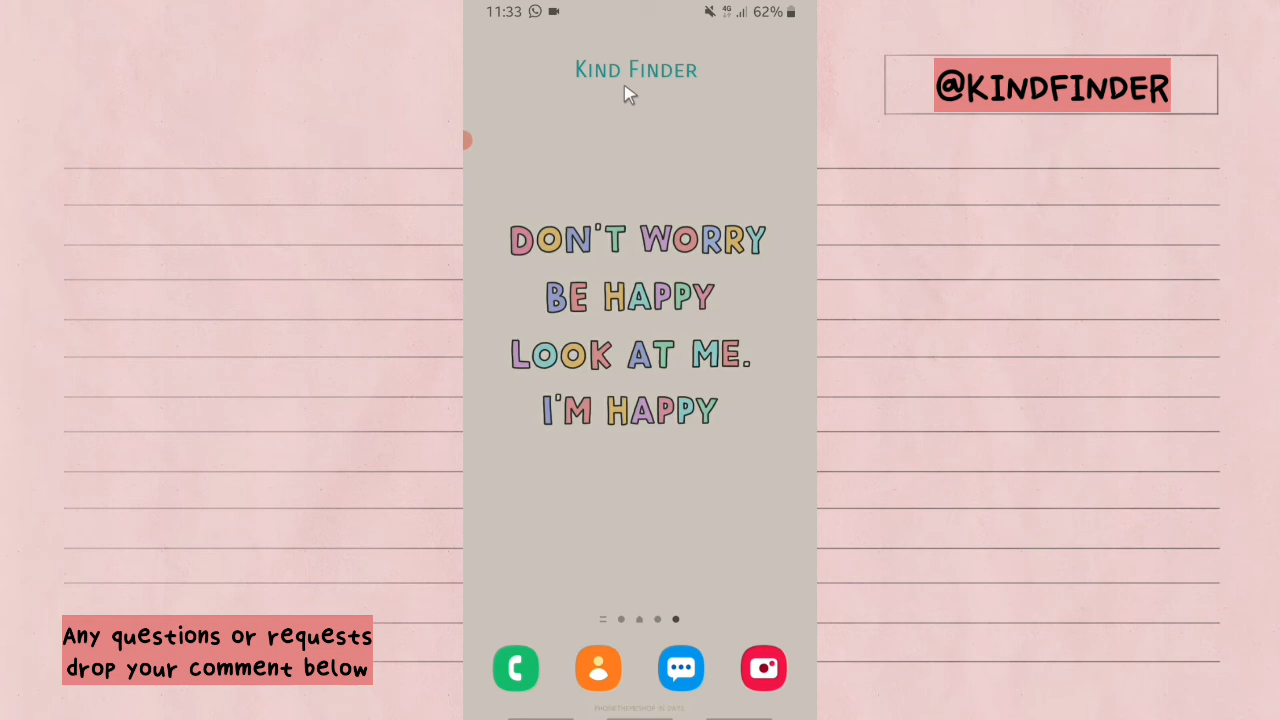 11:33
4G
62%
KIND FINDER
@KINDFINDER
DON'T WORRY
BE HAPPY
LOOK AT ME.
I'M HAPPY
Any questions or requests
drop your comment below